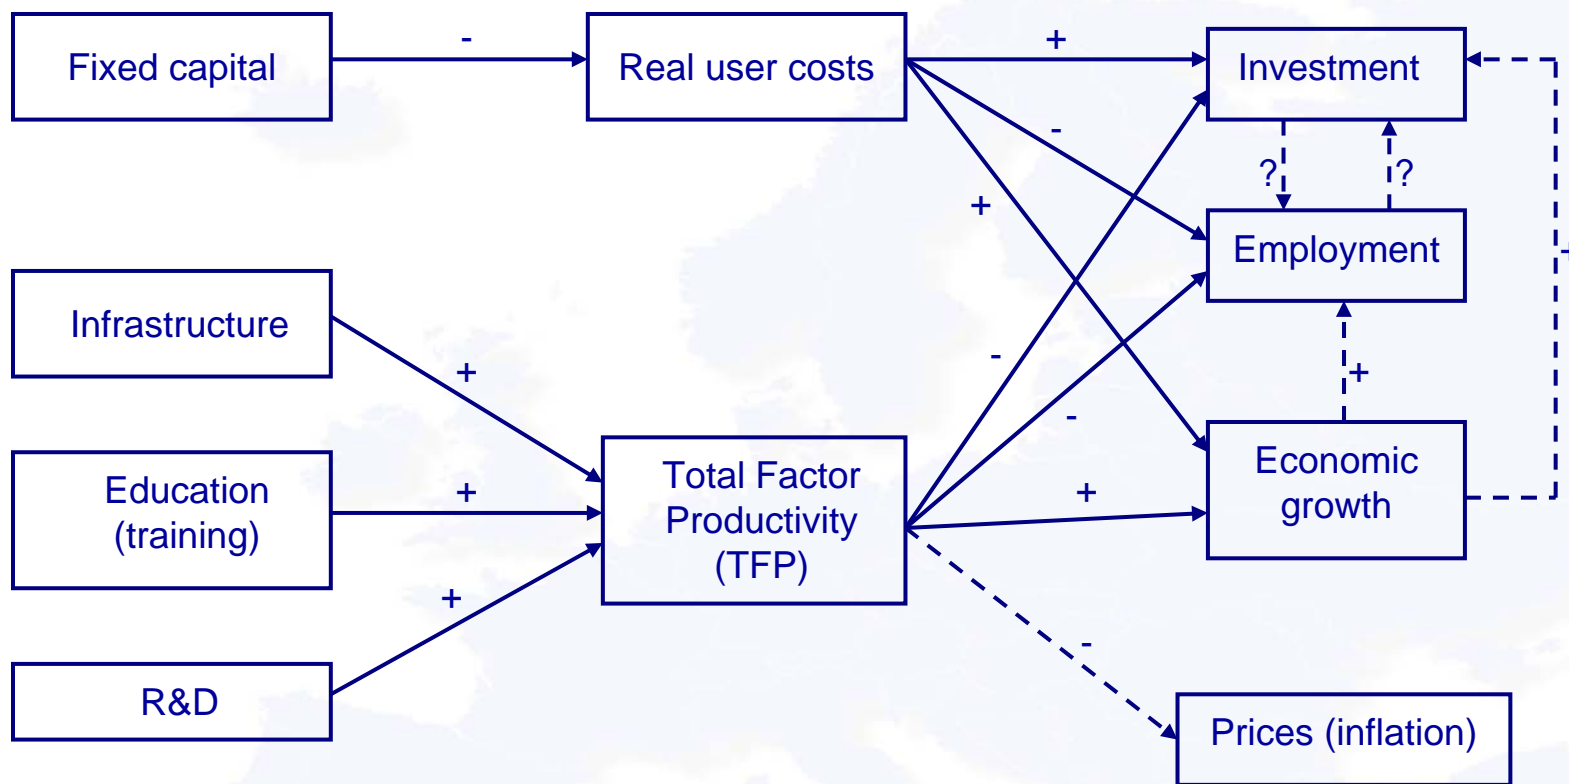 Fixed capital
-
Real user costs
+
Investment
-
?
?
+
Employment
+
Infrastructure
+
-
+
-
Education
(training)
+
Total Factor
Productivity
(TFP)
+
Economic
growth
+
-
R&D
Prices (inflation)